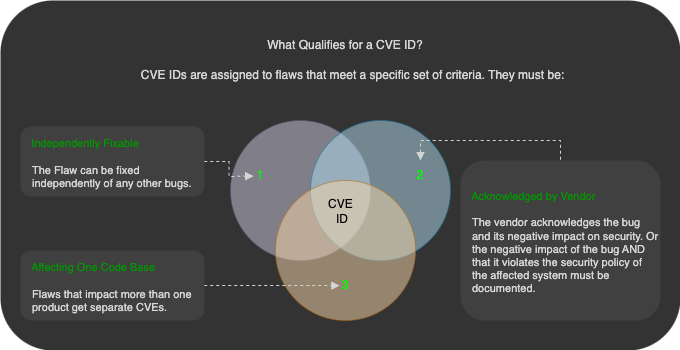 What Qualifies for a CVE ID?
CVE IDs are assigned to flaws that meet a specific set of criteria. They must be:
Independently Fixable
The Flaw can be fixed
independently of any other bugs.
1
2
Acknowledged by Vendor
The vendor acknowledges the bug
and its negative impact on security. Or
the negative impact of the bug AND
that it violates the security policy of
the affected system must be
documented.
CVE
ID
Affecting One Code Base
Flaws that impact more than one
product get separate CVEs.
3